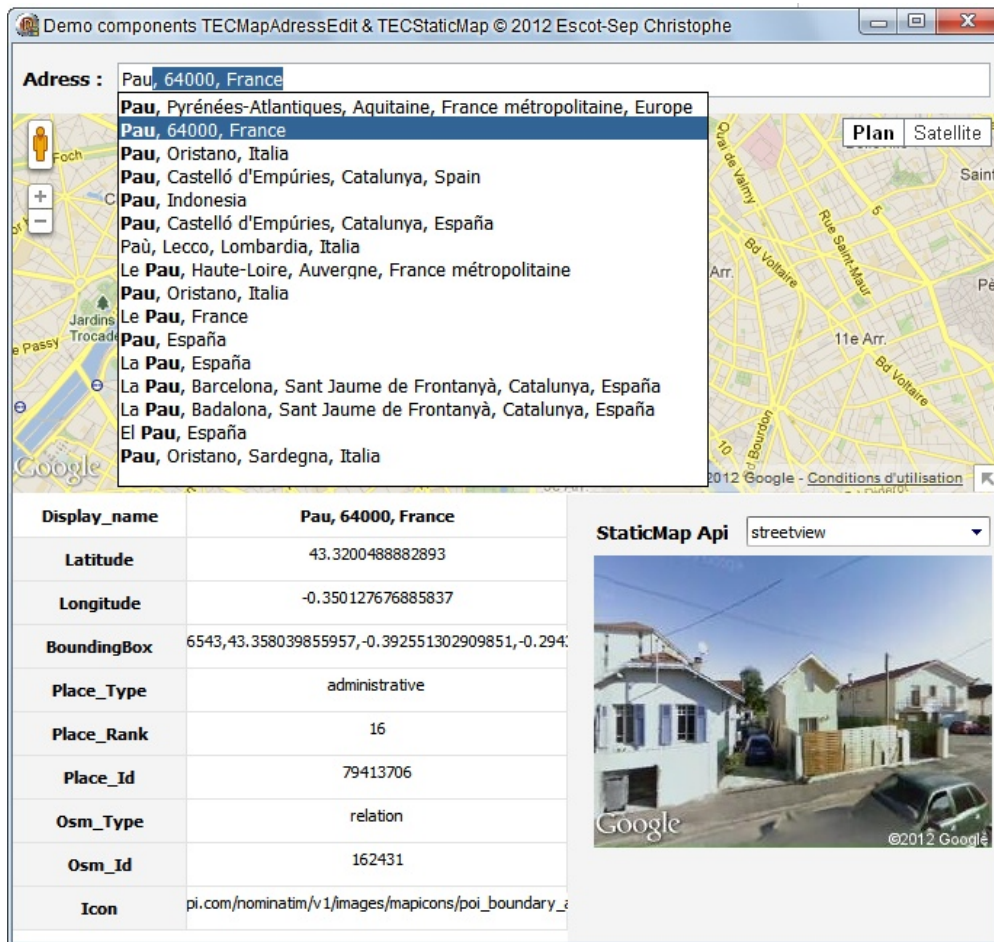 Demo components TECMapAdressEdit & TECStaticMap © 2012 Escot-Sep Christophe
Adress : Pau, 64000, France
Pau, Pyrénées-Atlantiques, Aquitaine, France métropolitaine, Europe
Pau, 64000, France
Pau, Oristano, Italia
Pau, Castelló d'Empúries, Catalunya, Spain
Pau, Indonesia
Pau, Castelló d'Empúries, Catalunya, España
Paù, Lecco, Lombardia, Italia
Le Pau, Haute-Loire, Auvergne, France métropolitaine
Pau, Oristano, Italia
Le Pau, France
Pau, España
La Pau, España
La Pau, Barcelona, Sant Jaume de Frontanyà, Catalunya, España
La Pau, Badalona, Sant Jaume de Frontanyà, Catalunya, España
El Pau, España
Pau, Oristano, Sardegna, Italia
Plan Satellite
Foch
Quai de Valmy
Saint
Rue Saint-Maur
5
Bd Voltaire
Arr.
Pè
Jardins
Trocade
e Passy
11e Arr.
Bd Voltaire
10
d Bourdon
Google
2012 Google - Conditions d'utilisation
Diderot
Display_name Pau, 64000, France
Latitude 43.3200488882893
Longitude -0.350127676885837
BoundingBox 6543,43.358039855957,-0.392551302909851,-0.294
Place_Type administrative
Place_Rank 16
Place_Id 79413706
Osm_Type relation
Osm_Id 162431
Icon pi.com/nominatim/v1/images/mapicons/poi_boundary_a
StaticMap Api streetview
Google
©2012 Google